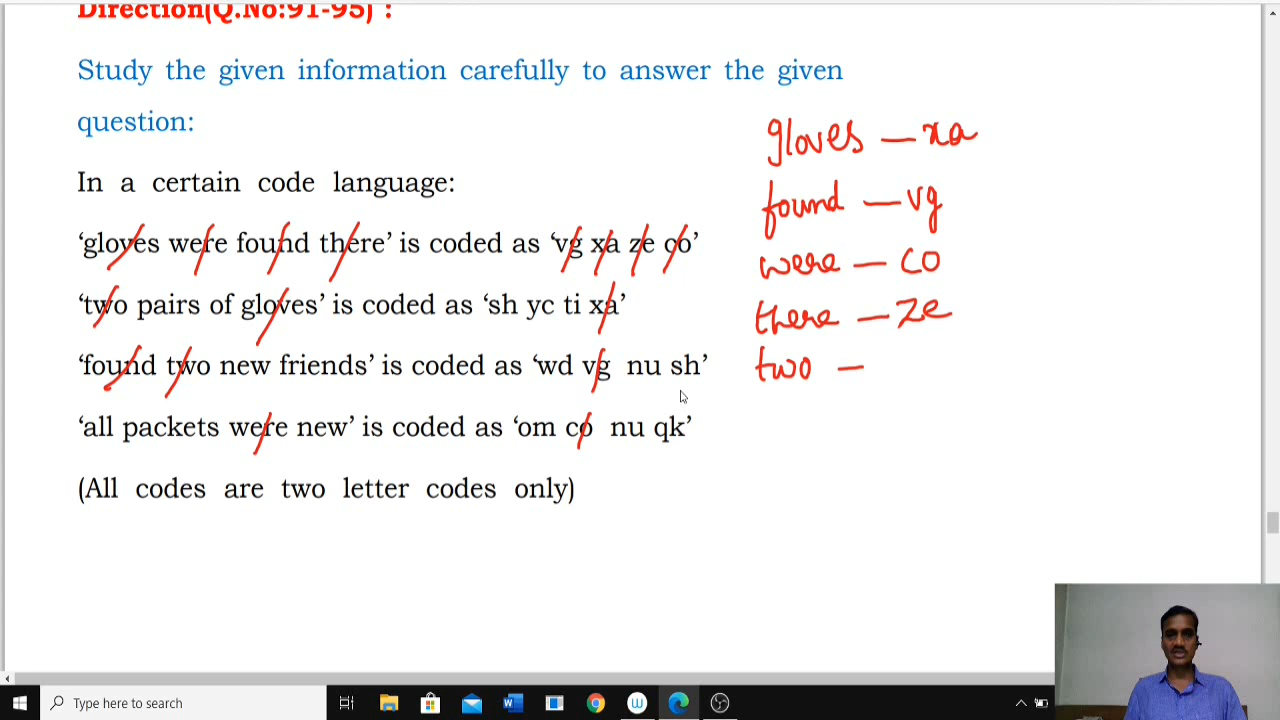 Direction(Q.No:91-95) :
Study the given information carefully to answer the given
question:
In a certain code language:
‘gloves were found there’ is coded as ‘vg xa ze co’
‘two pairs of gloves’ is coded as ‘sh yc ti xa’
‘found two new friends’ is coded as ‘wd vg nu sh’
‘all packets were new’ is coded as ‘om co nu qk’
(All codes are two letter codes only)
gloves — xa
found — vg
were — co
there — ze
two —
Type here to search